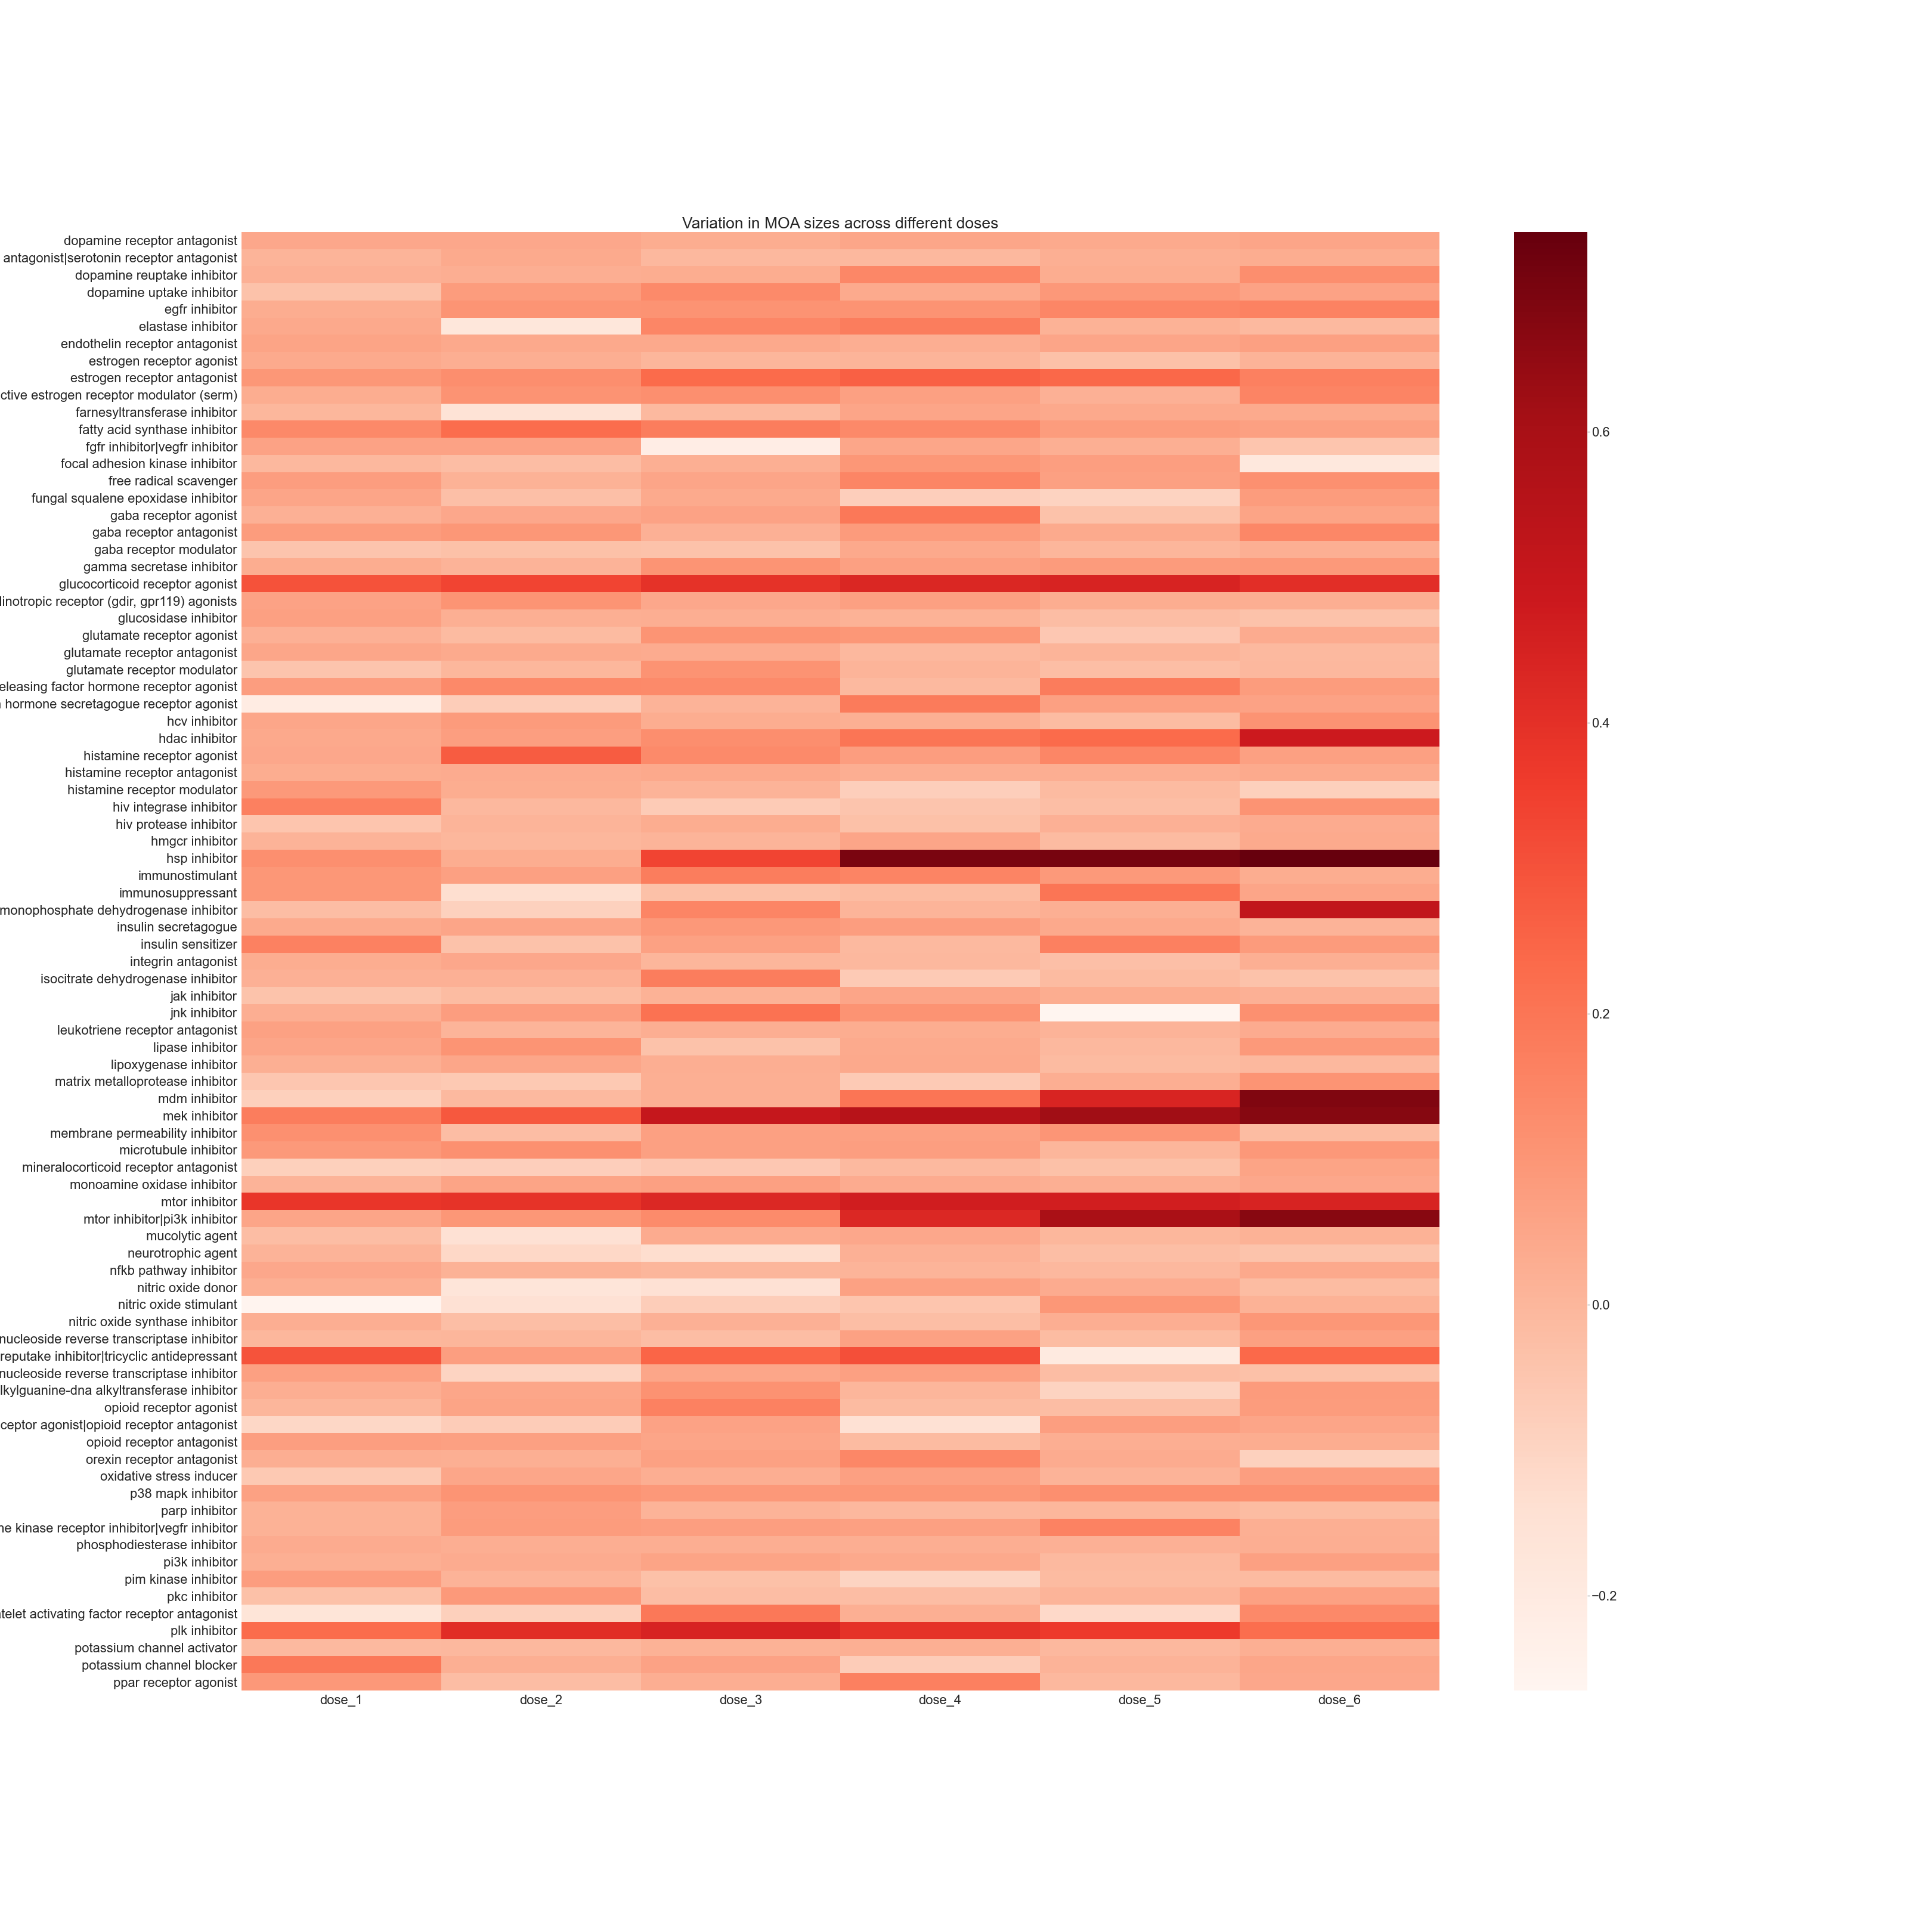 Variation in MOA sizes across different doses
dopamine receptor antagonist
antagonist|serotonin receptor antagonist
dopamine reuptake inhibitor
dopamine uptake inhibitor
egfr inhibitor
elastase inhibitor
endothelin receptor antagonist
estrogen receptor agonist
estrogen receptor antagonist
ctive estrogen receptor modulator (serm)
farnesyltransferase inhibitor
fatty acid synthase inhibitor
fgfr inhibitor|vegfr inhibitor
focal adhesion kinase inhibitor
free radical scavenger
fungal squalene epoxidase inhibitor
gaba receptor agonist
gaba receptor antagonist
gaba receptor modulator
gamma secretase inhibitor
glucocorticoid receptor agonist
linotropic receptor (gdir, gpr119) agonists
glucosidase inhibitor
glutamate receptor agonist
glutamate receptor antagonist
glutamate receptor modulator
eleasing factor hormone receptor agonist
hormone secretagogue receptor agonist
hcv inhibitor
hdac inhibitor
histamine receptor agonist
histamine receptor antagonist
histamine receptor modulator
hiv integrase inhibitor
hiv protease inhibitor
hmgcr inhibitor
hsp inhibitor
immunostimulant
immunosuppressant
monophosphate dehydrogenase inhibitor
insulin secretagogue
insulin sensitizer
integrin antagonist
isocitrate dehydrogenase inhibitor
jak inhibitor
jnk inhibitor
leukotriene receptor antagonist
lipase inhibitor
lipoxygenase inhibitor
matrix metalloprotease inhibitor
mdm inhibitor
mek inhibitor
membrane permeability inhibitor
microtubule inhibitor
mineralocorticoid receptor antagonist
monoamine oxidase inhibitor
mtor inhibitor
mtor inhibitor|pi3k inhibitor
mucolytic agent
neurotrophic agent
nfkb pathway inhibitor
nitric oxide donor
nitric oxide stimulant
nitric oxide synthase inhibitor
nucleoside reverse transcriptase inhibitor
reputake inhibitor|tricyclic antidepressant
nucleoside reverse transcriptase inhibitor
lkylguanine-dna alkyltransferase inhibitor
opioid receptor agonist
ceptor agonist|opioid receptor antagonist
opioid receptor antagonist
orexin receptor antagonist
oxidative stress inducer
p38 mapk inhibitor
parp inhibitor
ne kinase receptor inhibitor|vegfr inhibitor
phosphodiesterase inhibitor
pi3k inhibitor
pim kinase inhibitor
pkc inhibitor
telet activating factor receptor antagonist
plk inhibitor
potassium channel activator
potassium channel blocker
ppar receptor agonist
dose_1 dose_2 dose_3 dose_4 dose_5 dose_6
0.6
0.4
0.2
0.0
−0.2